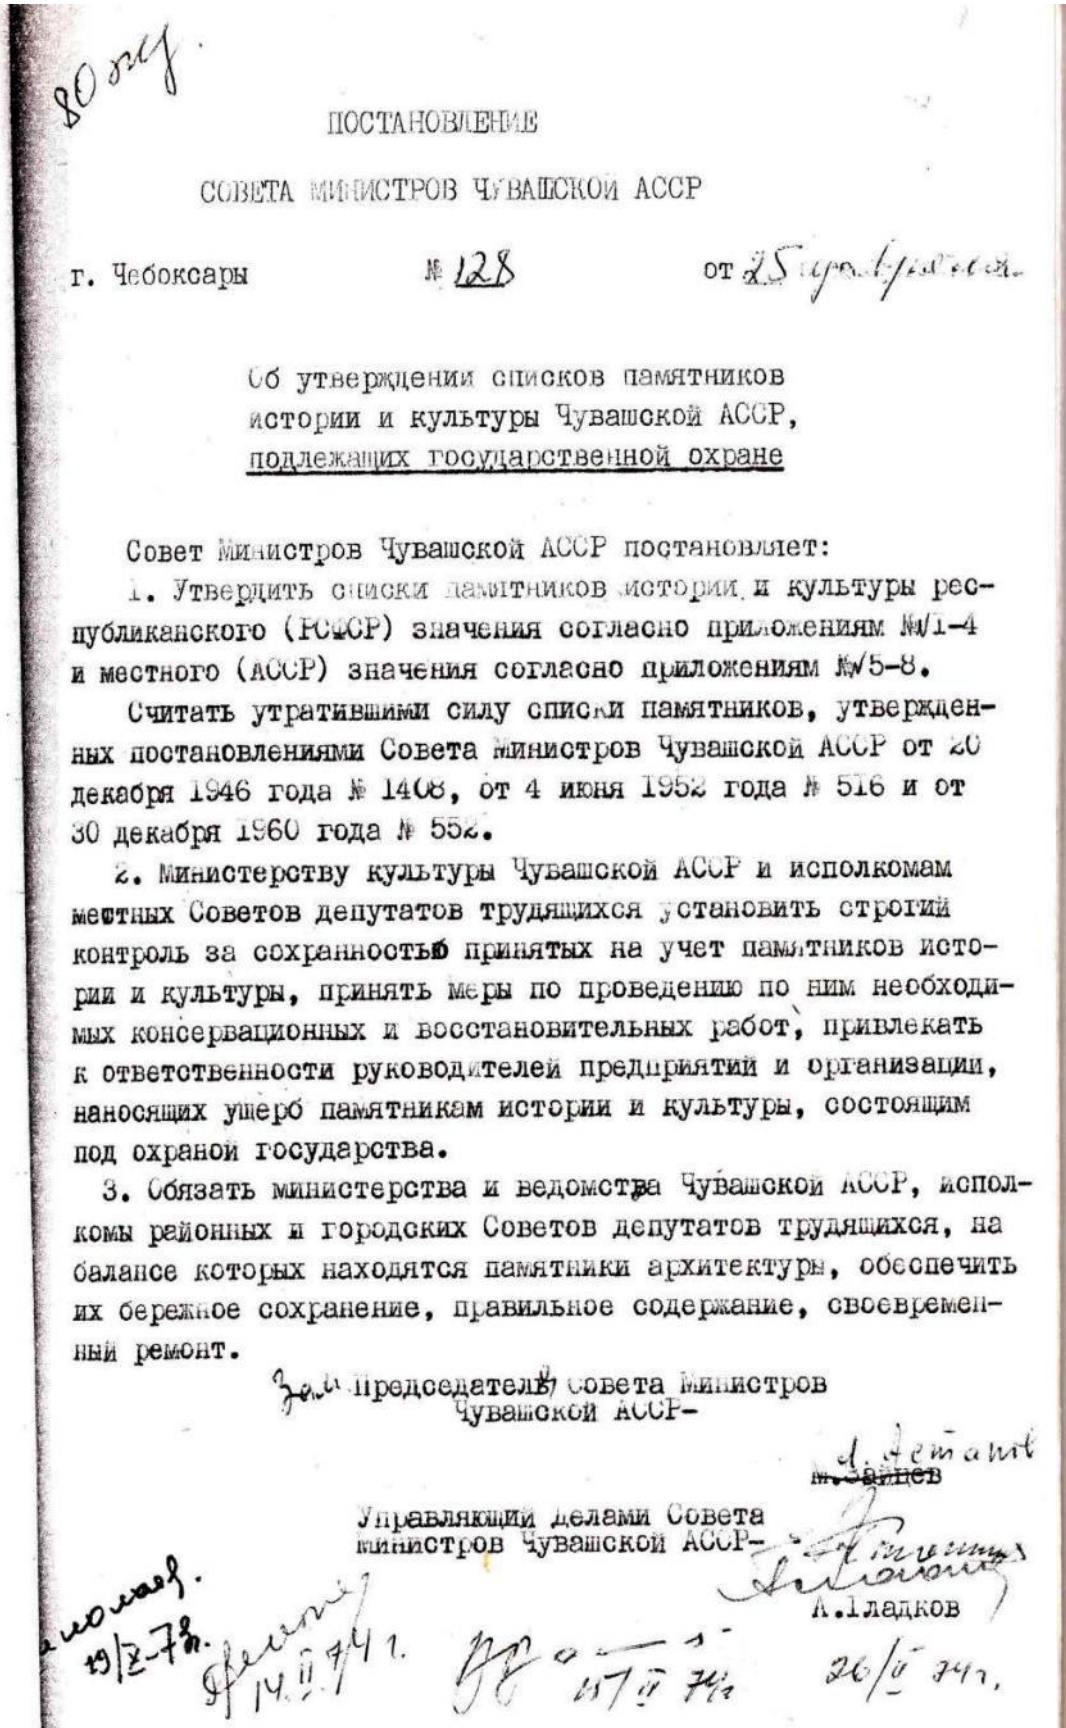 80 экз.
ПОСТАНОВЛЕНИЕ
СОВЕТА МИНИСТРОВ ЧУВАШСКОЙ АССР
г. Чебоксары № 128 от 25
Об утверждении списков памятников
истории и культуры Чувашской АССР,
подлежащих государственной охране
Совет Министров Чувашской АССР постановляет:
1. Утвердить списки памятников истории и культуры рес-
публиканского (РСФСР) значения согласно приложениям №№1-4
и местного (АССР) значения согласно приложениям №№5-8.
Считать утратившими силу списки памятников, утвержден-
ных постановлениями Совета Министров Чувашской АССР от 20
декабря 1946 года № 1408, от 4 июня 1952 года № 516 и от
30 декабря 1960 года № 552.
2. Министерству культуры Чувашской АССР и исполкомам
местных Советов депутатов трудящихся установить строгий
контроль за сохранностью принятых на учет памятников исто-
рии и культуры, принять меры по проведению по ним необходи-
мых консервационных и восстановительных работ, привлекать
к ответственности руководителей предприятий и организации,
наносящих ущерб памятникам истории и культуры, состоящим
под охраной государства.
3. Обязать министерства и ведомства Чувашской АССР, испол-
комы районных и городских Советов депутатов трудящихся, на
балансе которых находятся памятники архитектуры, обеспечить
их бережное сохранение, правильное содержание, своевремен-
ный ремонт.
Зам Председателя Совета Министров
Чувашской АССР-
М.Зайцев
Управляющий Делами Совета
Министров Чувашской АССР-
А.Гладков
19/X-73г.
14.II.74г.
15/II 74г
26/II 74г.